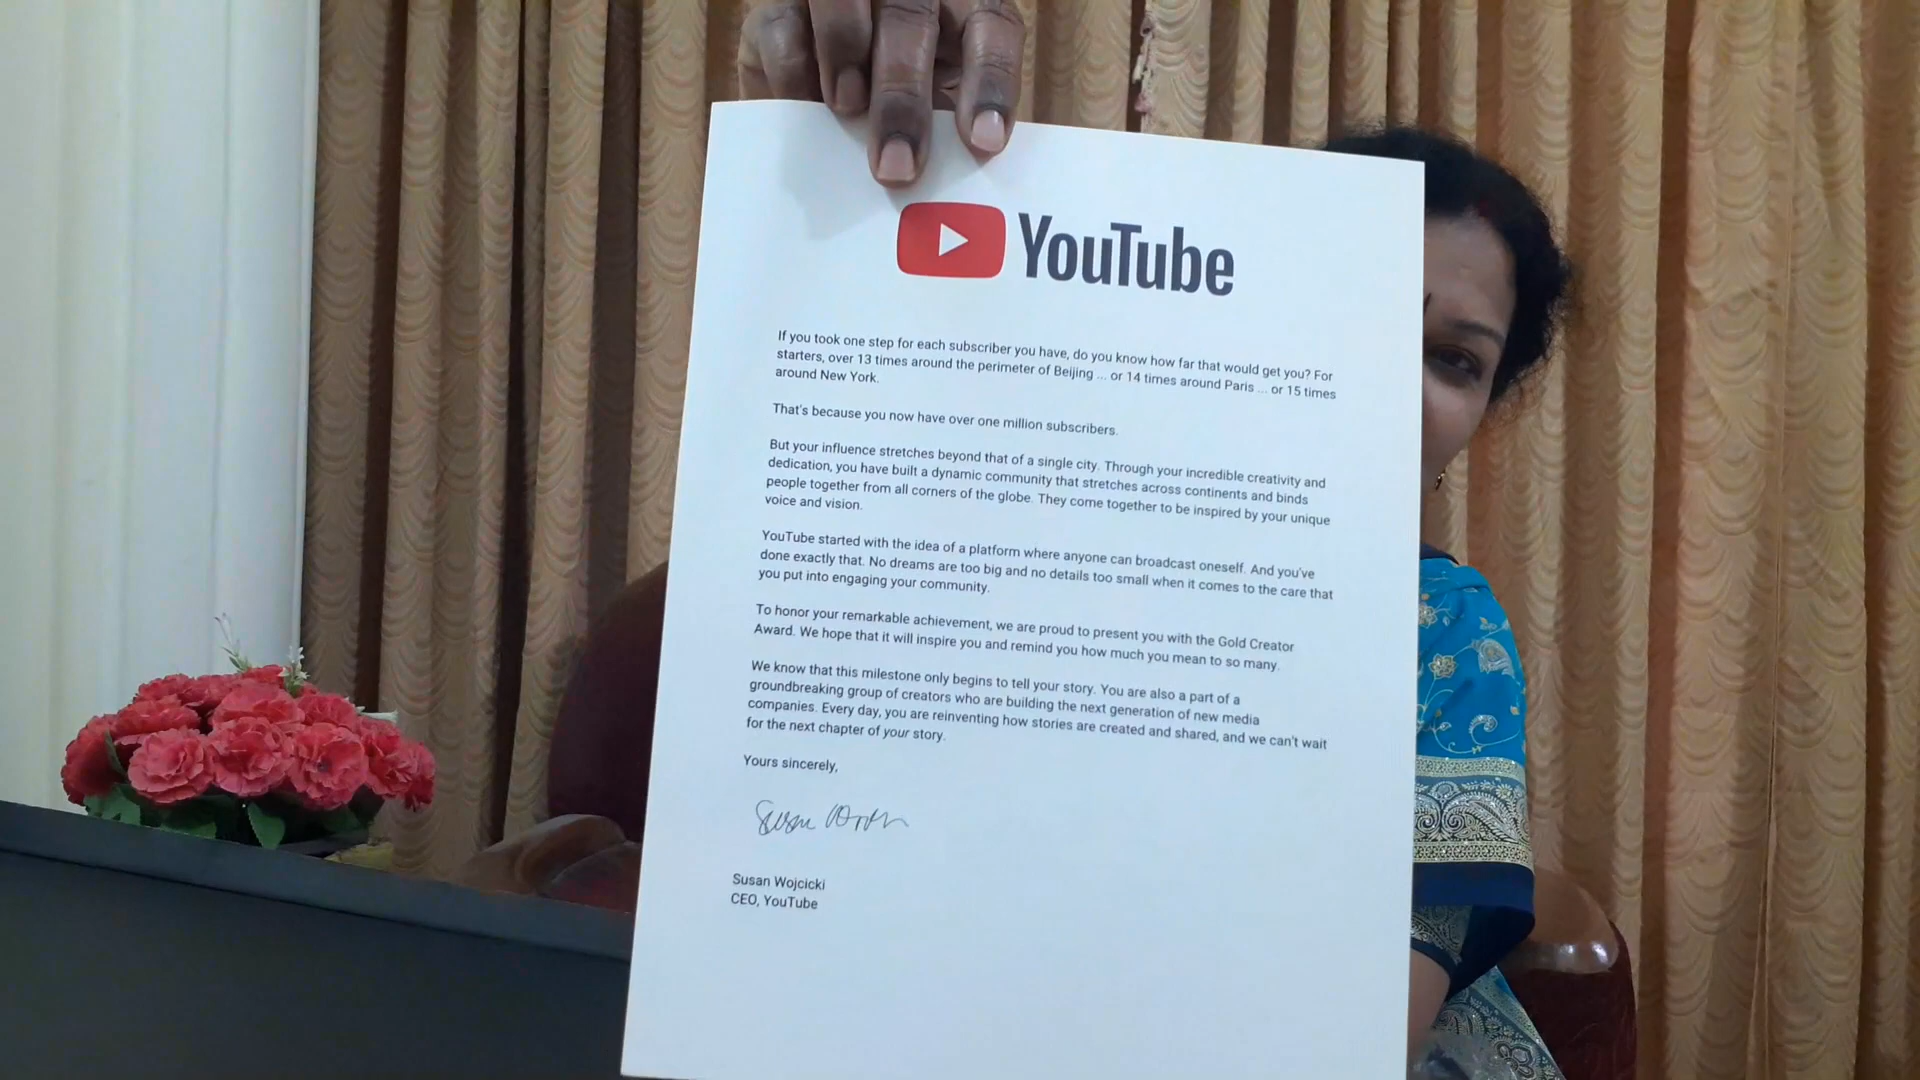 YouTube
If you took one step for each subscriber you have, do you know how far that would get you? For
starters, over 13 times around the perimeter of Beijing ... or 14 times around Paris ... or 15 times
around New York.
That's because you now have over one million subscribers.
But your influence stretches beyond that of a single city. Through your incredible creativity and
dedication, you have built a dynamic community that stretches across continents and binds
people together from all corners of the globe. They come together to be inspired by your unique
voice and vision.
YouTube started with the idea of a platform where anyone can broadcast oneself. And you've
done exactly that. No dreams are too big and no details too small when it comes to the care that
you put into engaging your community.
To honor your remarkable achievement, we are proud to present you with the Gold Creator
Award. We hope that it will inspire you and remind you how much you mean to so many.
We know that this milestone only begins to tell your story. You are also a part of a
groundbreaking group of creators who are building the next generation of new media
companies. Every day, you are reinventing how stories are created and shared, and we can't wait
for the next chapter of your story.
Yours sincerely,
Susan
Susan Wojcicki
CEO, YouTube